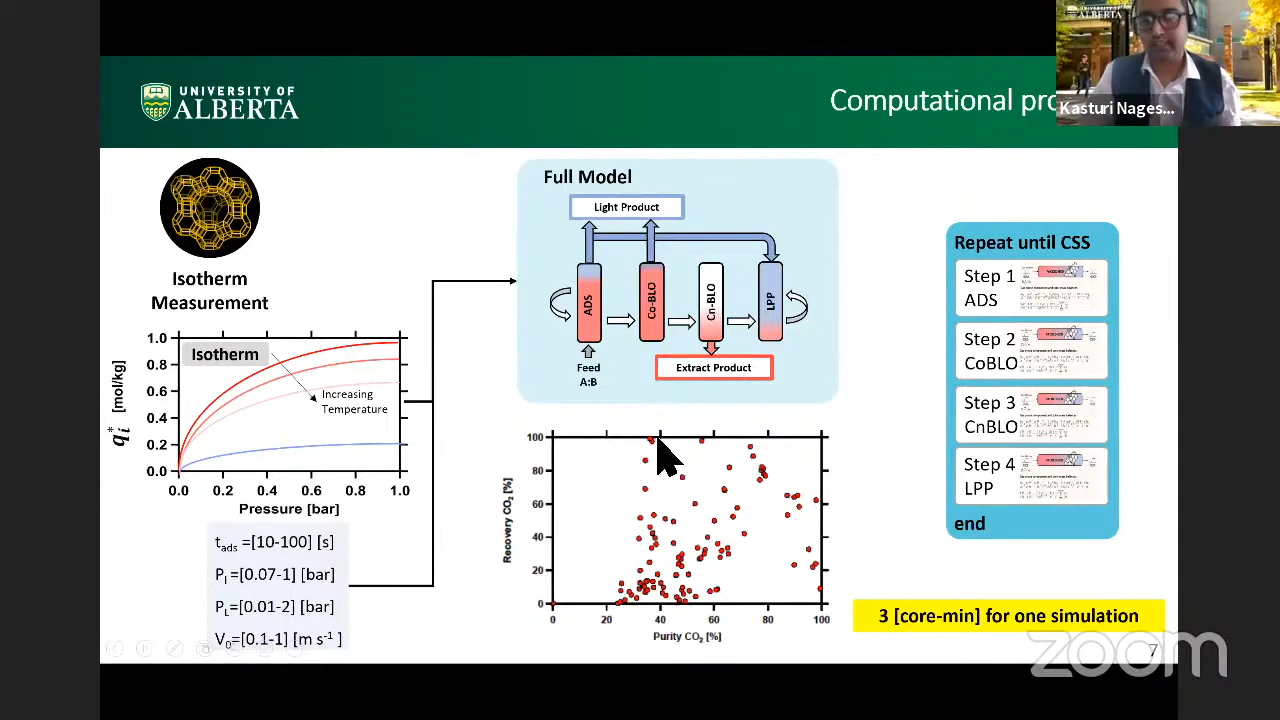 UNIVERSITY OF
ALBERTA
Computational pro
UNIVERSITY OF
ALBERTA
Kasturi Nages...
Isotherm
Measurement
Isotherm
Increasing
Temperature
1.0
0.8
0.6
0.4
0.2
0.0
q*i [mol/kg]
0.0 0.2 0.4 0.6 0.8 1.0
Pressure [bar]
tads =[10-100] [s]
PI =[0.07-1] [bar]
PL=[0.01-2] [bar]
V0=[0.1-1] [m s-1 ]
Full Model
Light Product
ADS
Co-BLO
Cn-BLO
LPP
Feed
A:B
Extract Product
100
80
60
40
20
0
Recovery CO2 [%]
0 20 40 60 80 100
Purity CO2 [%]
Repeat until CSS
Step 1
ADS
Step 2
CoBLO
Step 3
CnBLO
Step 4
LPP
end
3 [core-min] for one simulation
7
zoom